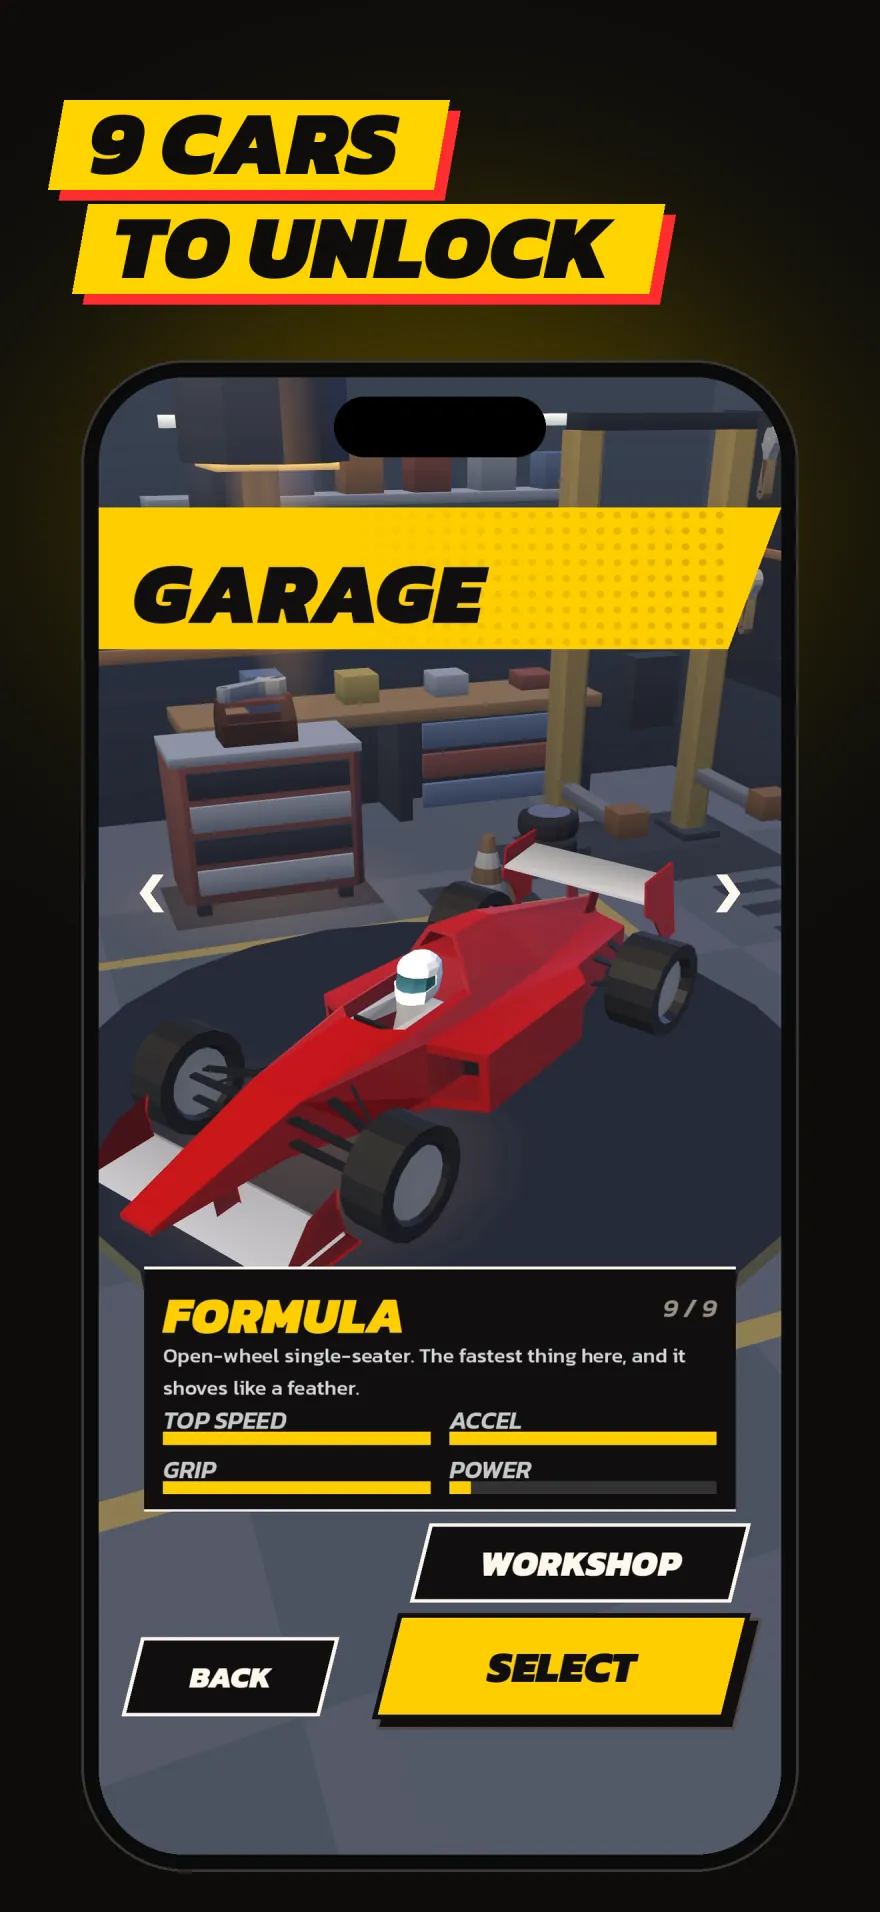 9 CARS
TO UNLOCK
GARAGE
FORMULA
9 / 9
Open-wheel single-seater. The fastest thing here, and it
shoves like a feather.
TOP SPEED
ACCEL
GRIP
POWER
WORKSHOP
SELECT
BACK